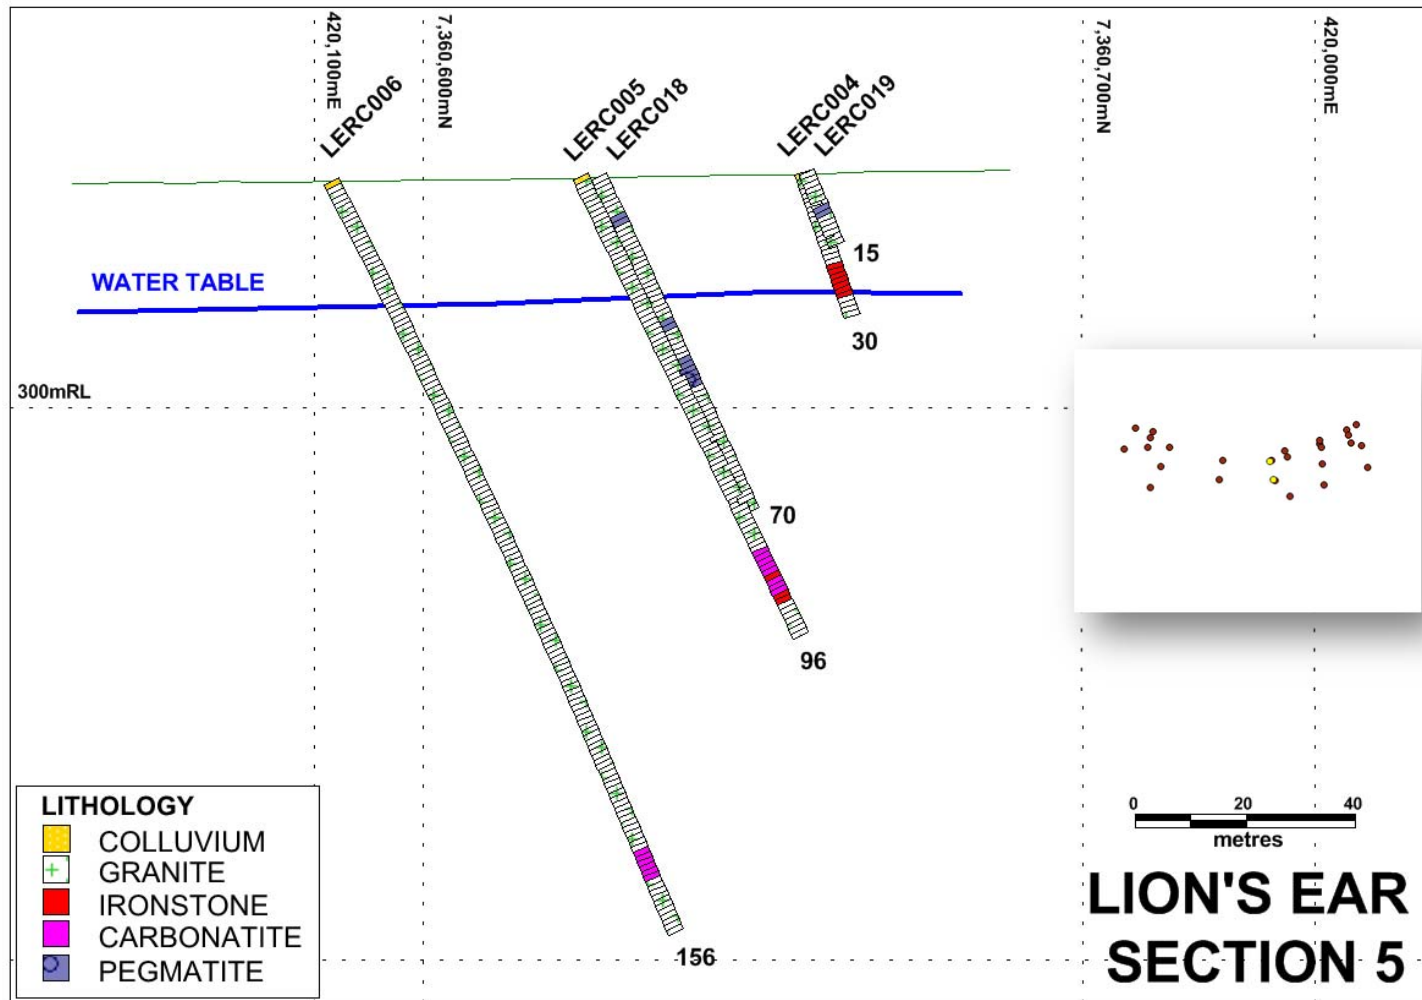 420,100mE
7,360,600mN
7,360,700mN
420,000mE
LERC006
LERC005
LERC018
LERC004
LERC019
WATER TABLE
15
30
300mRL
70
96
156
LITHOLOGY
COLLUVIUM
GRANITE
IRONSTONE
CARBONATITE
PEGMATITE
0 20 40
metres
LION'S EAR
SECTION 5